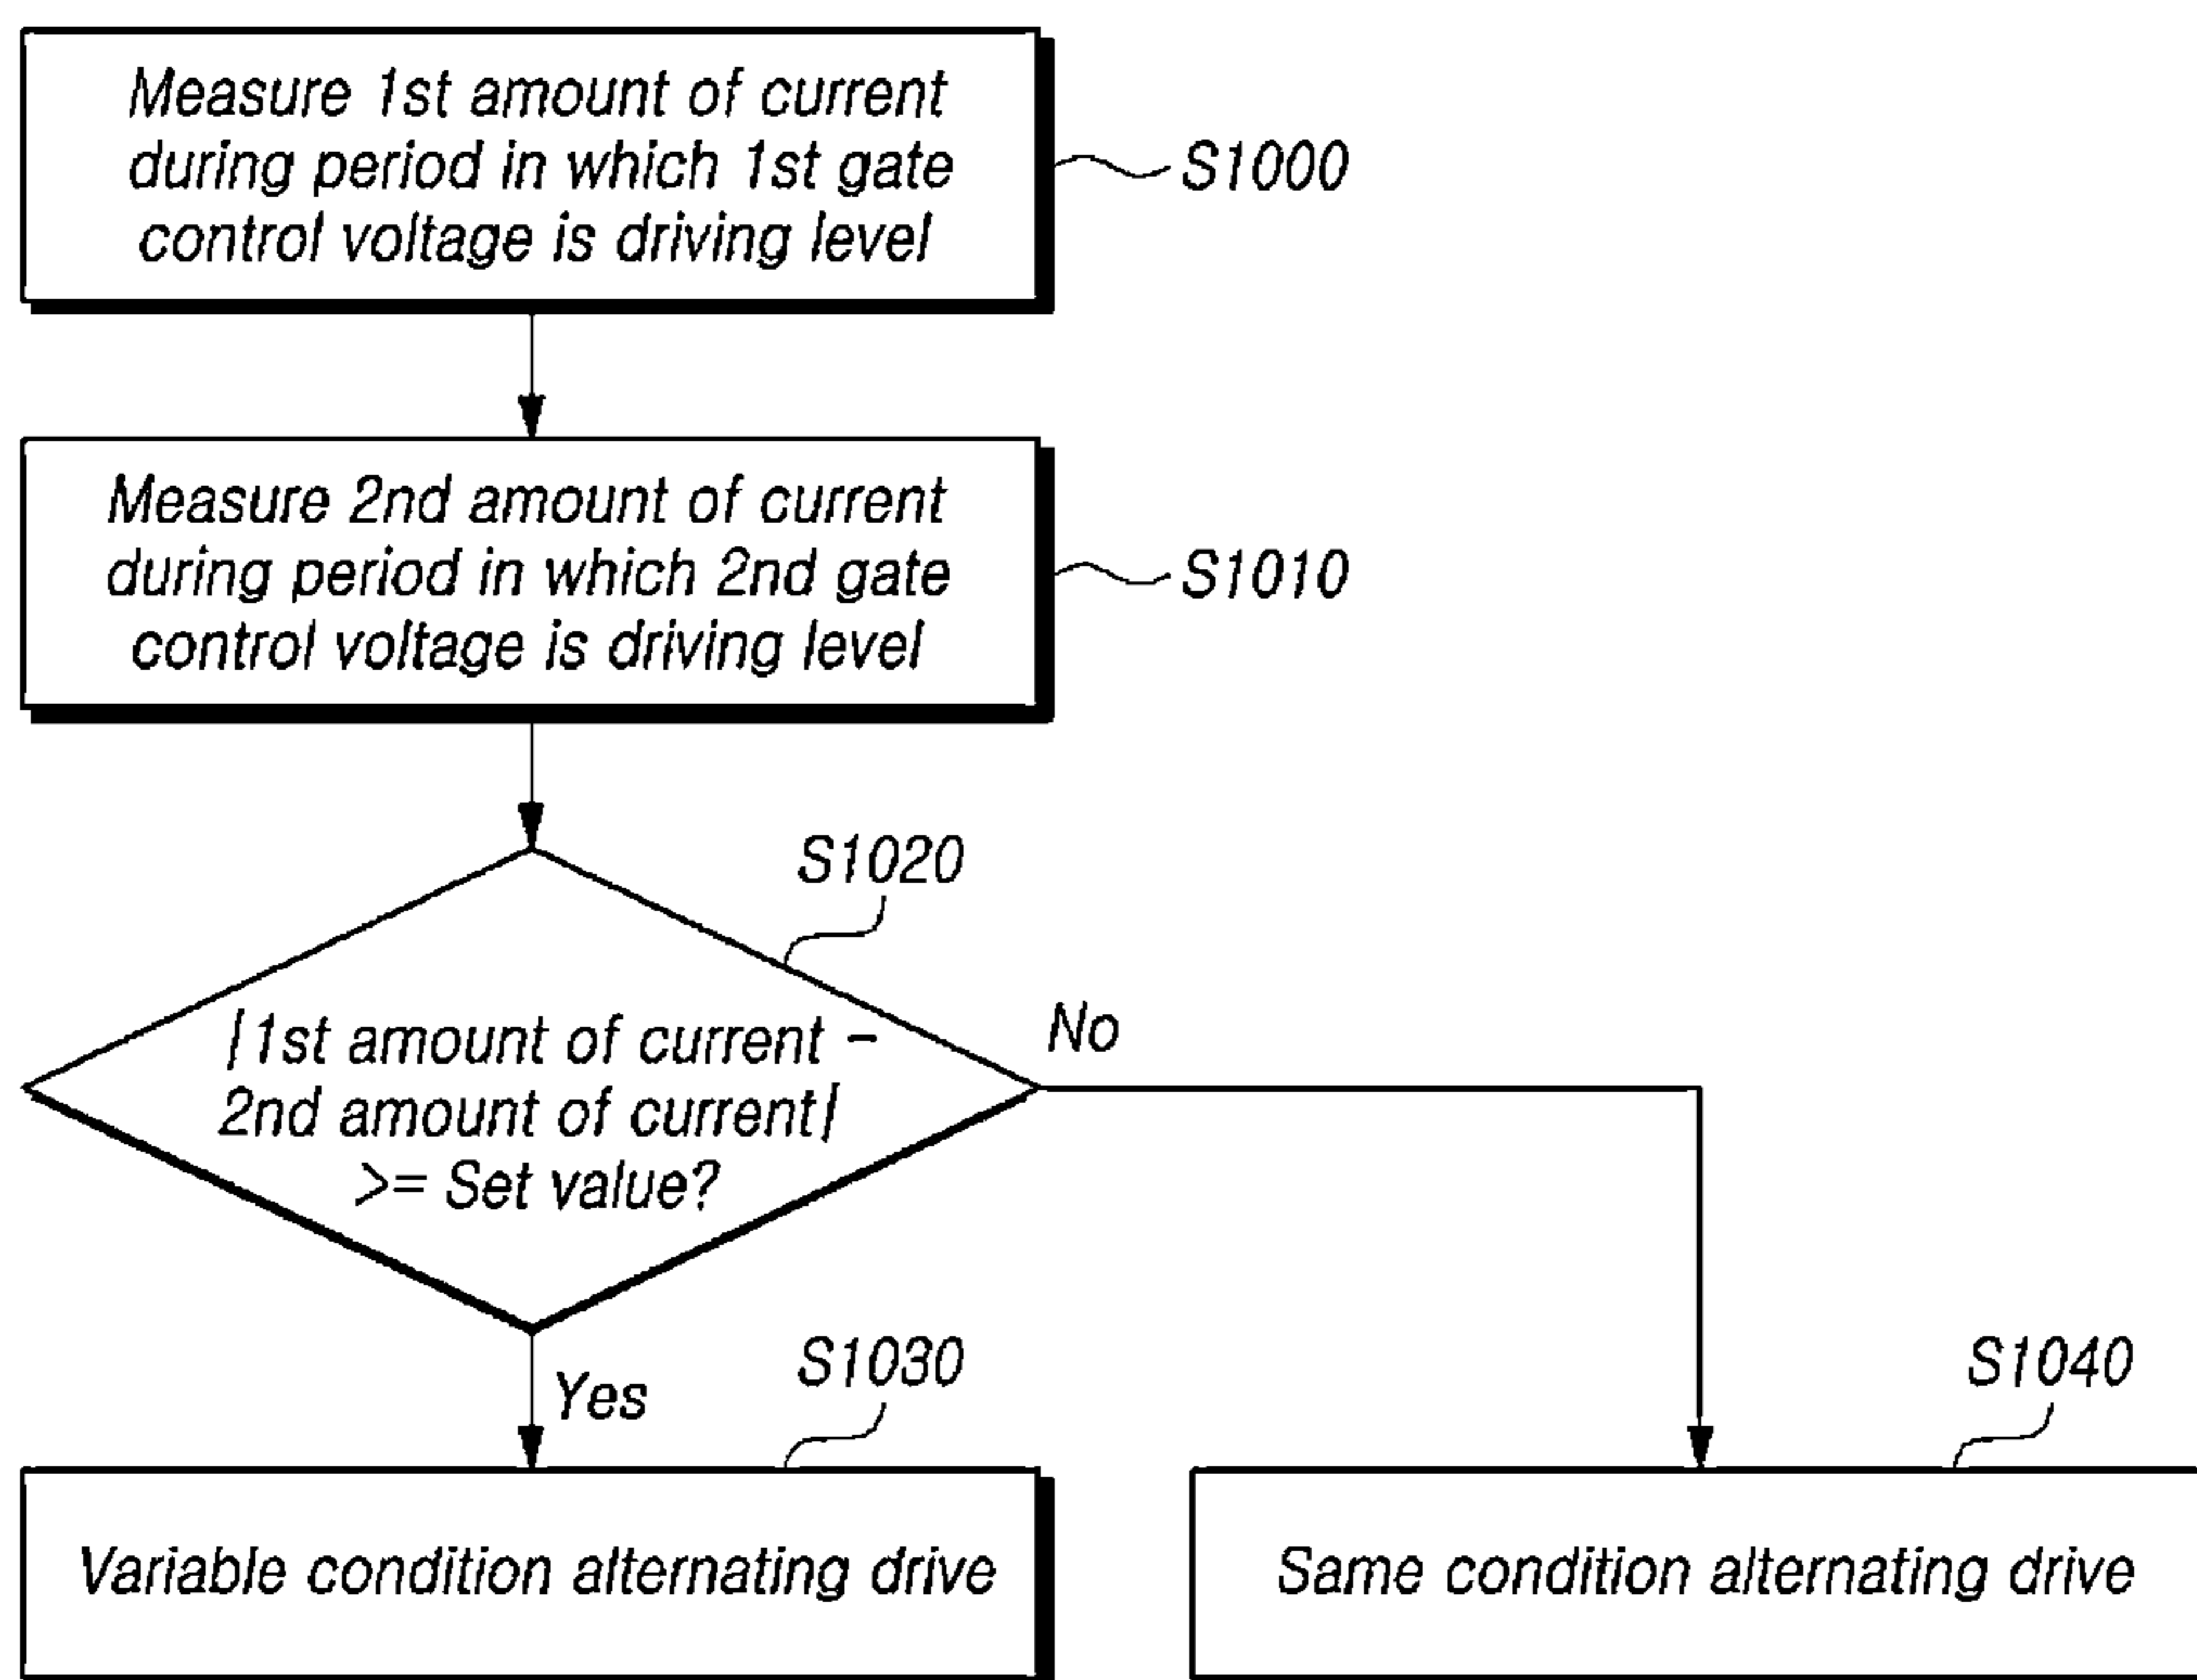 Measure 1st amount of current
during period in which 1st gate
control voltage is driving level
S1000
Measure 2nd amount of current
during period in which 2nd gate
control voltage is driving level
S1010
S1020
|1st amount of current -
2nd amount of current|
>= Set value?
No
Yes
S1030
S1040
Variable condition alternating drive
Same condition alternating drive